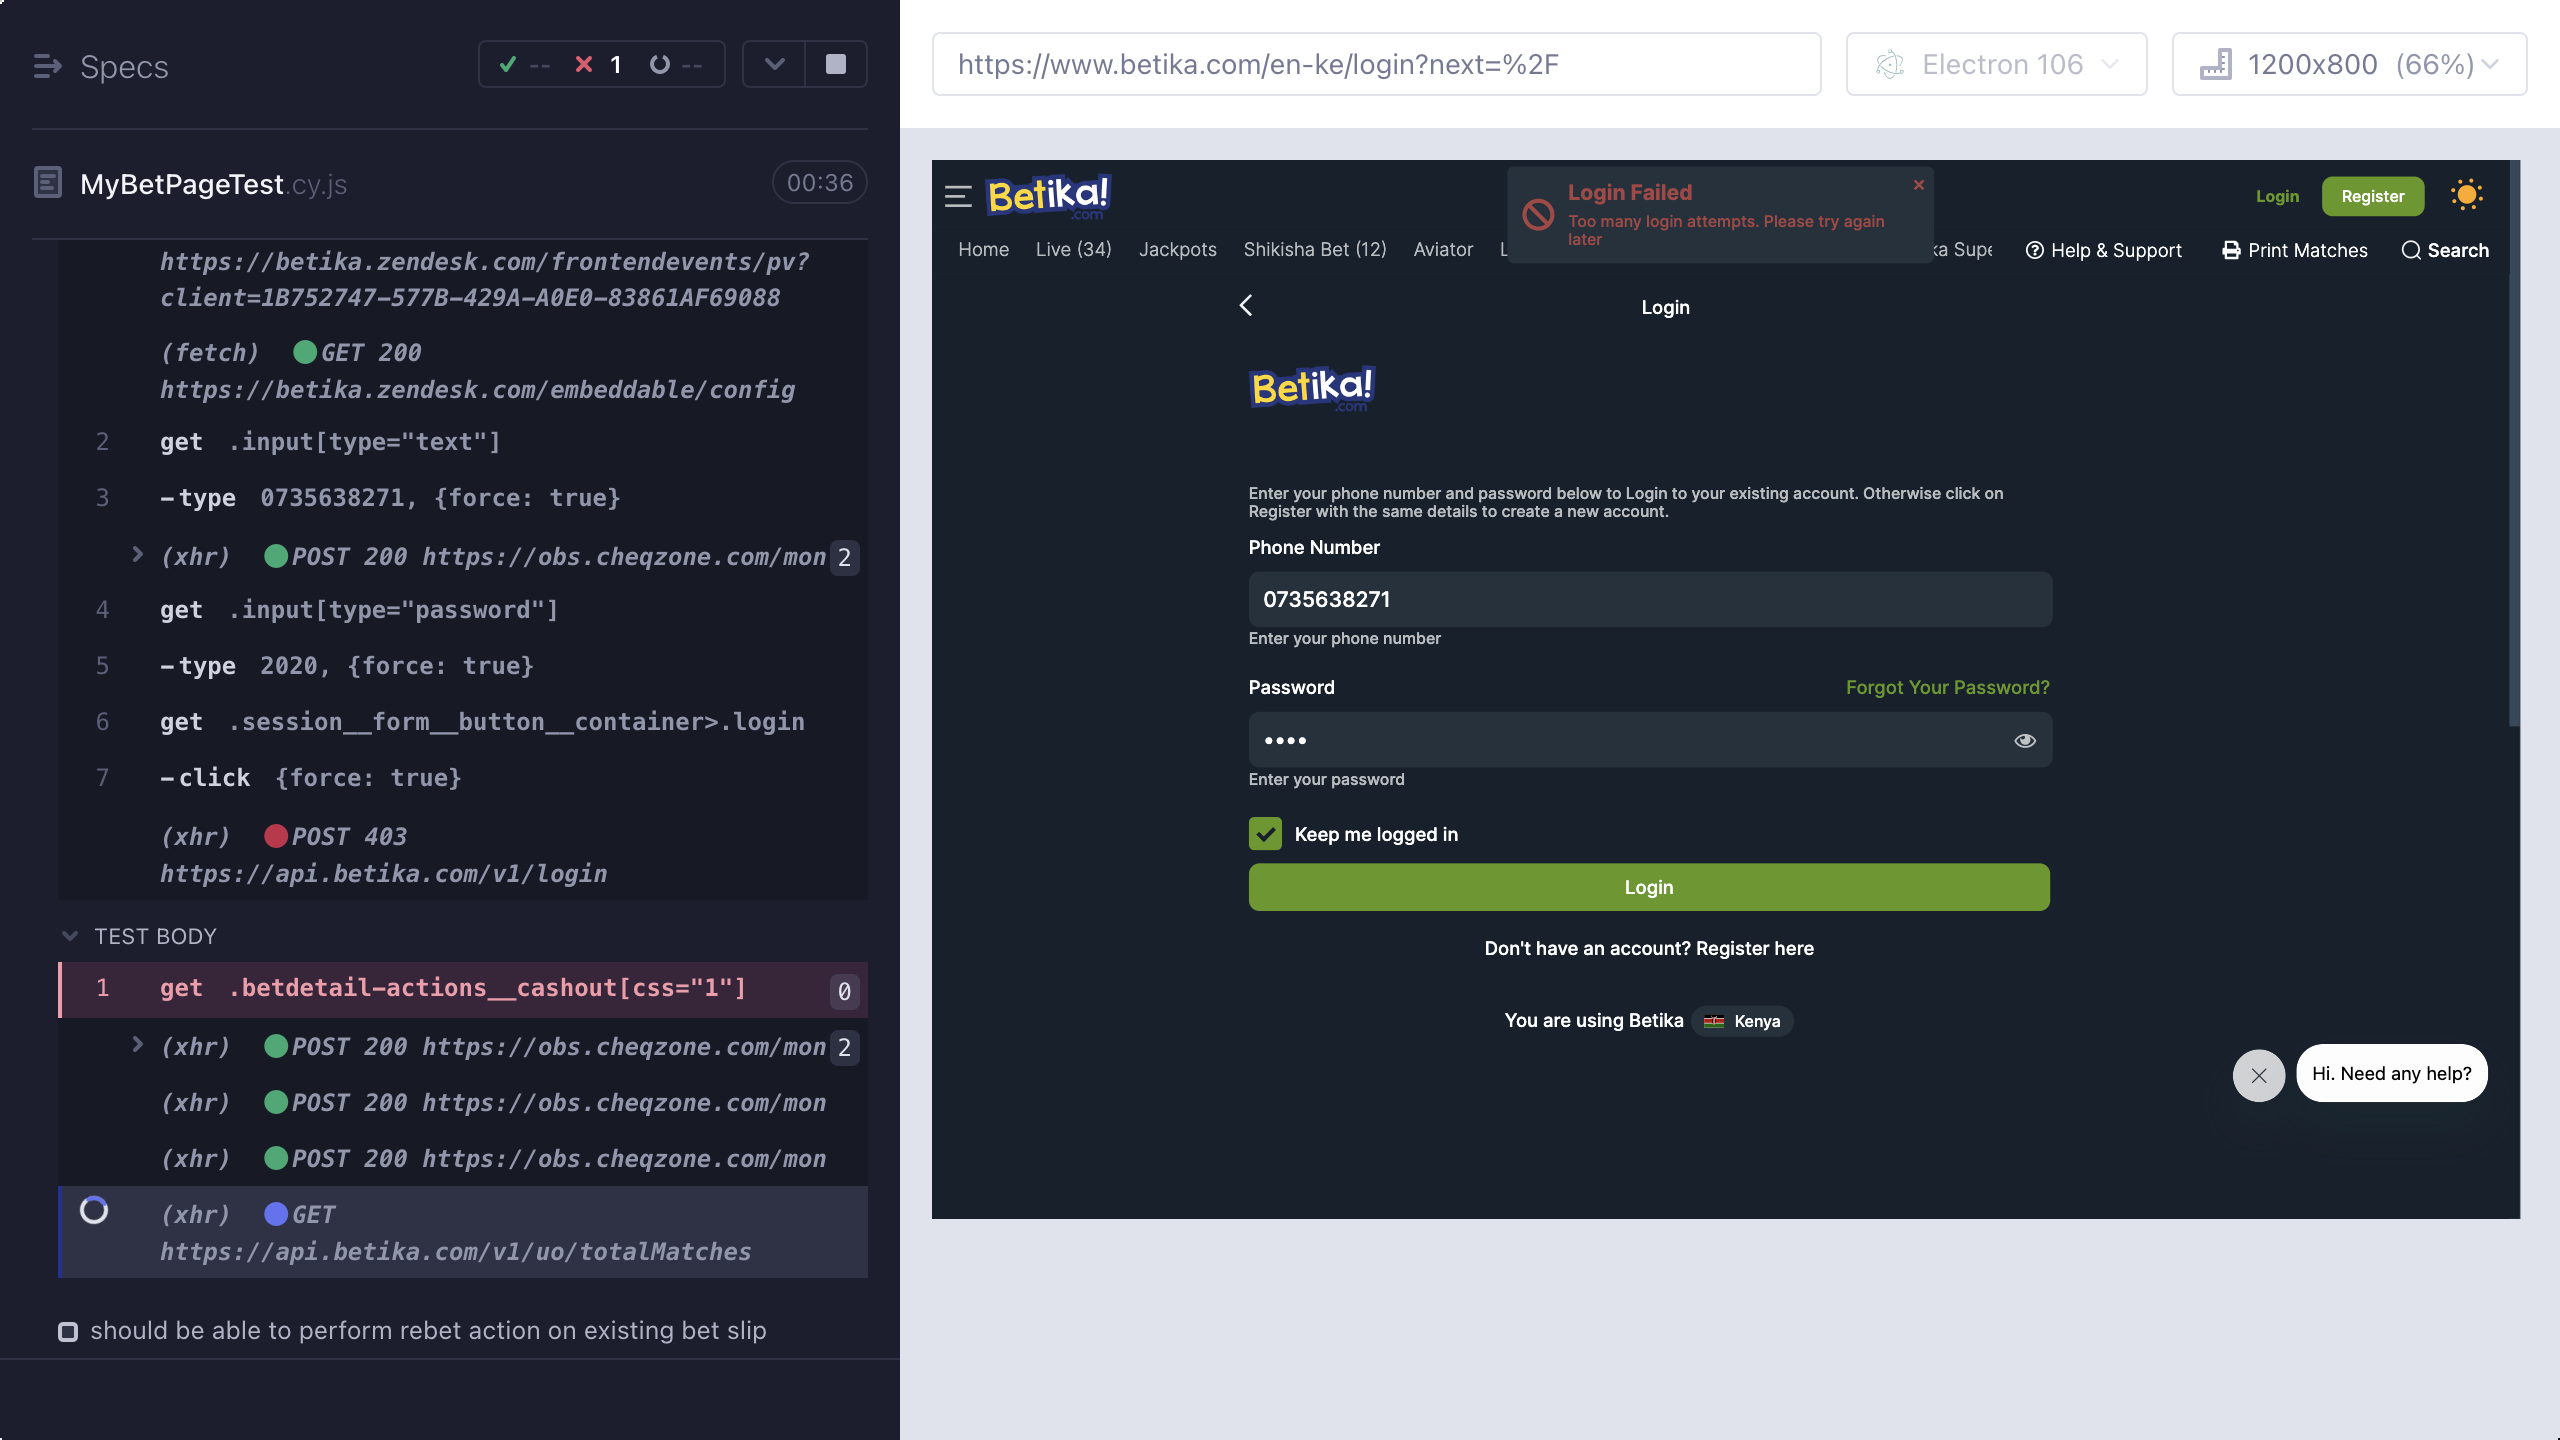 Specs
-- 1 --
MyBetPageTest.cy.js
00:36
https://betika.zendesk.com/frontendevents/pv?
client=1B752747-577B-429A-A0E0-83861AF69088
(fetch) GET 200
https://betika.zendesk.com/embeddable/config
2 get .input[type="text"]
3 -type 0735638271, {force: true}
(xhr) POST 200 https://obs.cheqzone.com/mon 2
4 get .input[type="password"]
5 -type 2020, {force: true}
6 get .session__form__button__container>.login
7 -click {force: true}
(xhr) POST 403
https://api.betika.com/v1/login
TEST BODY
1 get .betdetail-actions__cashout[css="1"] 0
(xhr) POST 200 https://obs.cheqzone.com/mon 2
(xhr) POST 200 https://obs.cheqzone.com/mon
(xhr) POST 200 https://obs.cheqzone.com/mon
(xhr) GET
https://api.betika.com/v1/uo/totalMatches
should be able to perform rebet action on existing bet slip
https://www.betika.com/en-ke/login?next=%2F
Electron 106
1200x800 (66%)
Betika!
.com
Login Failed
Too many login attempts. Please try again
later
Login
Register
Home Live (34) Jackpots Shikisha Bet (12) Aviator L
ka Supe Help & Support Print Matches Search
Login
Betika!
.com
Enter your phone number and password below to Login to your existing account. Otherwise click on
Register with the same details to create a new account.
Phone Number
0735638271
Enter your phone number
Password
Forgot Your Password?
••••
Enter your password
Keep me logged in
Login
Don't have an account? Register here
You are using Betika Kenya
Hi. Need any help?